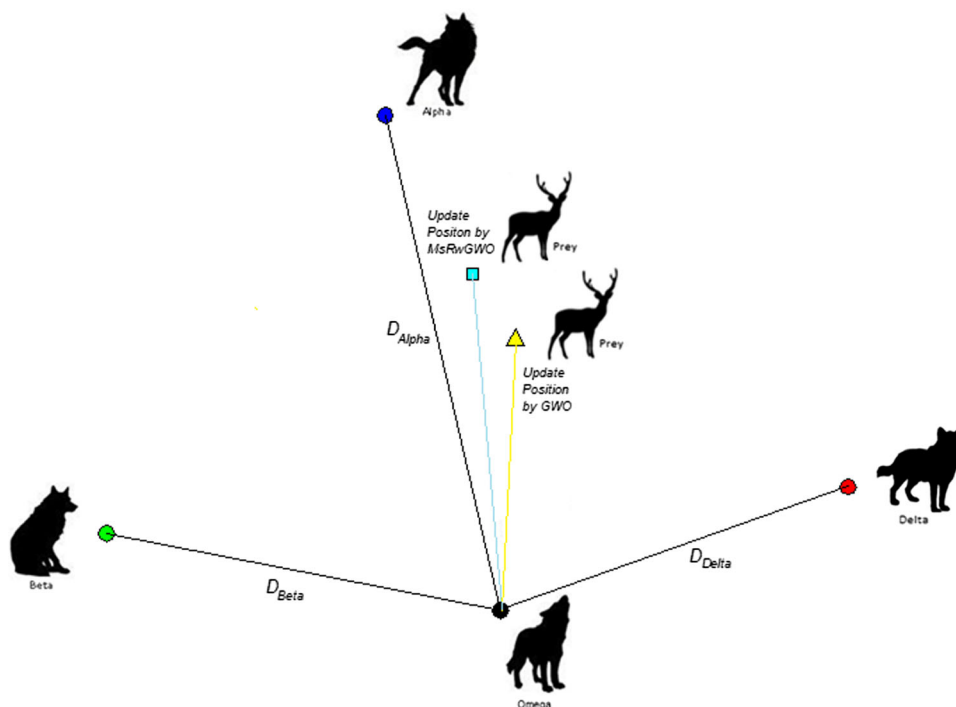 Alpha
Update
Positon by
MsRwGWO
Prey
D_Alpha
Prey
Update
Position
by GWO
Delta
D_Delta
Beta
D_Beta
Omega